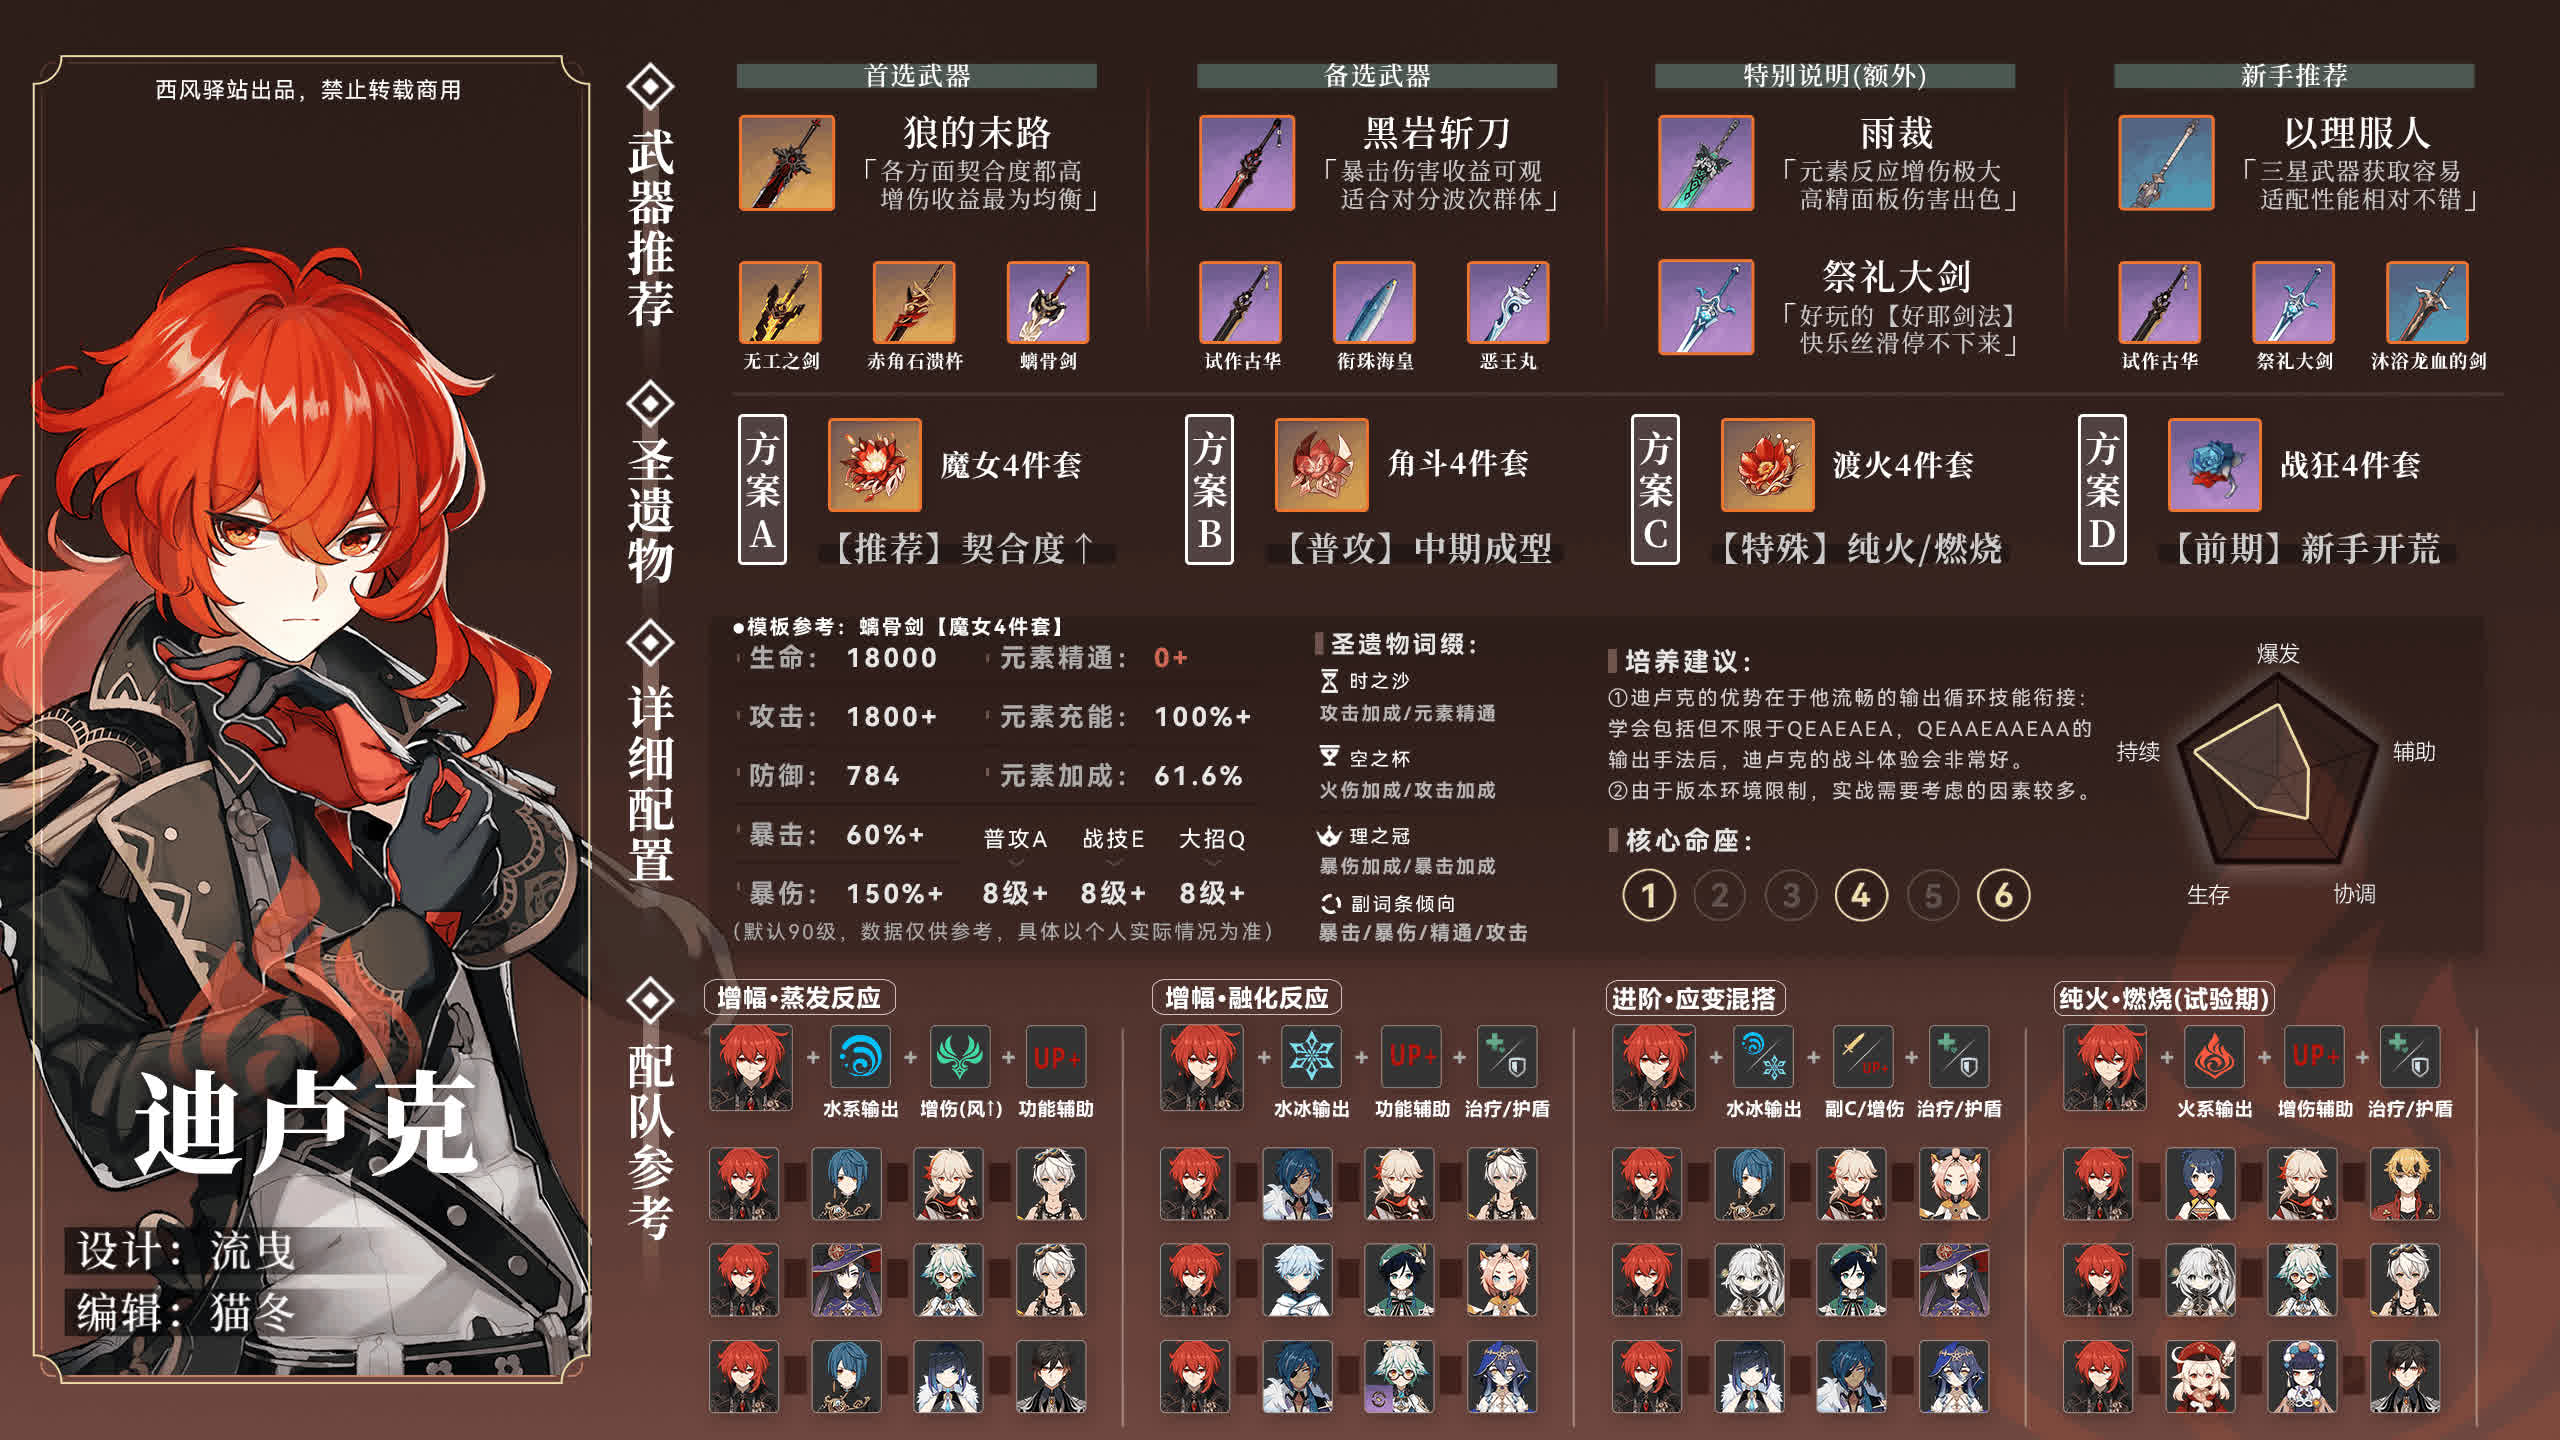 西风驿站出品，禁止转载商用
迪卢克
设计：流曳
编辑：猫冬
武器推荐
首选武器
狼的末路
「各方面契合度都高
增伤收益最为均衡」
无工之剑
赤角石溃杵
螭骨剑
备选武器
黑岩斩刀
「暴击伤害收益可观
适合对分波次群体」
试作古华
衔珠海皇
恶王丸
特别说明(额外)
雨裁
「元素反应增伤极大
高精面板伤害出色」
祭礼大剑
「好玩的【好耶剑法】
快乐丝滑停不下来」
新手推荐
以理服人
「三星武器获取容易
适配性能相对不错」
试作古华
祭礼大剑
沐浴龙血的剑
圣遗物
方案A
魔女4件套
【推荐】契合度↑
方案B
角斗4件套
【普攻】中期成型
方案C
渡火4件套
【特殊】纯火/燃烧
方案D
战狂4件套
【前期】新手开荒
详细配置
●模板参考：螭骨剑【魔女4件套】
生命：18000 元素精通：0+
攻击：1800+ 元素充能：100%+
防御：784 元素加成：61.6%
暴击：60%+ 普攻A 战技E 大招Q
暴伤：150%+ 8级+ 8级+ 8级+
(默认90级，数据仅供参考，具体以个人实际情况为准)
圣遗物词缀：
时之沙
攻击加成/元素精通
空之杯
火伤加成/攻击加成
理之冠
暴伤加成/暴击加成
副词条倾向
暴击/暴伤/精通/攻击
培养建议：
①迪卢克的优势在于他流畅的输出循环技能衔接：
学会包括但不限于QEAEAEA，QEAAEAAEAA的
输出手法后，迪卢克的战斗体验会非常好。
②由于版本环境限制，实战需要考虑的因素较多。
核心命座：
1 2 3 4 5 6
爆发
持续
辅助
生存
协调
配队参考
增幅•蒸发反应
+ + + UP+
水系输出 增伤(风↑) 功能辅助
增幅•融化反应
+ + UP+ +
水冰输出 功能辅助 治疗/护盾
进阶•应变混搭
+ + UP+ +
水冰输出 副C/增伤 治疗/护盾
纯火•燃烧(试验期)
+ + UP+ +
火系输出 增伤辅助 治疗/护盾